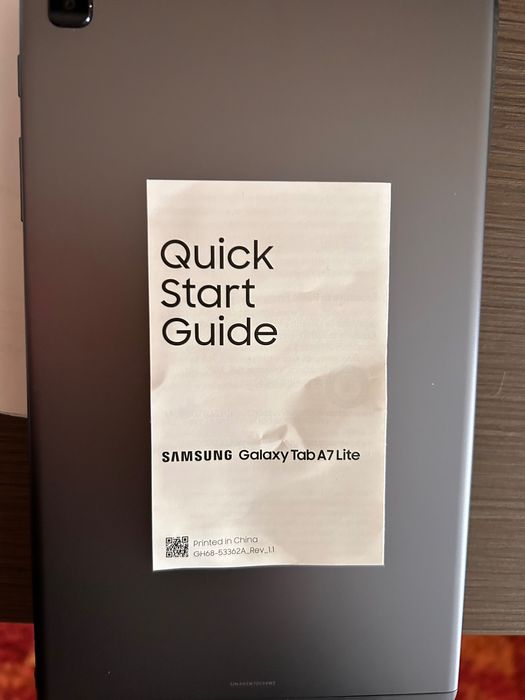 Quick
Start
Guide
SAMSUNG Galaxy Tab A7 Lite
Printed in China
GH68-53362A_Rev_1.1